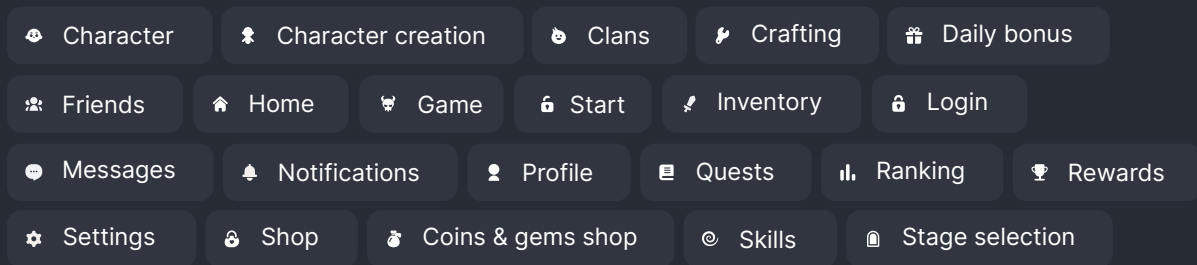 Character Character creation Clans Crafting Daily bonus
Friends Home Game Start Inventory Login
Messages Notifications Profile Quests Ranking Rewards
Settings Shop Coins & gems shop Skills Stage selection